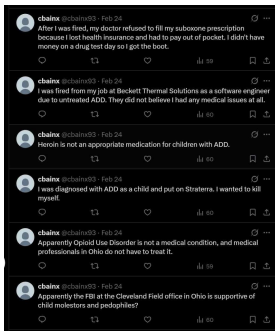 cbainx @cbainx93 · Feb 24
After I was fired, my doctor refused to fill my suboxone prescription
because I lost health insurance and had to pay out of pocket. I didn't have
money on a drug test day so I got the boot.
59
cbainx @cbainx93 · Feb 24
I was fired from my job at Beckett Thermal Solutions as a software engineer
due to untreated ADD. They did not believe I had any medical issues at all.
60
cbainx @cbainx93 · Feb 24
Heroin is not an appropriate medication for children with ADD.
60
cbainx @cbainx93 · Feb 24
I was diagnosed with ADD as a child and put on Straterra. I wanted to kill
myself.
60
cbainx @cbainx93 · Feb 24
Apparently Opioid Use Disorder is not a medical condition, and medical
professionals in Ohio do not have to treat it.
59
cbainx @cbainx93 · Feb 24
Apparently the FBI at the Cleveland Field office in Ohio is supportive of
child molestors and pedophiles?
60